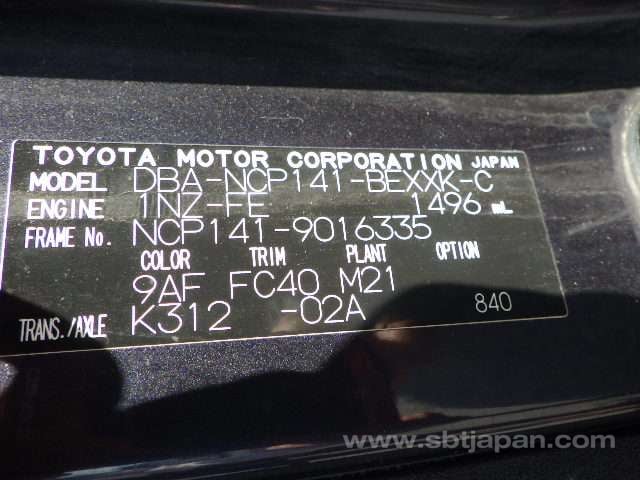 TOYOTA MOTOR CORPORATION JAPAN
MODEL DBA-NCP141-BEXXK-C
ENGINE 1NZ-FE 1496 mL
FRAME No. NCP141-9016335
COLOR TRIM PLANT OPTION
9AF FC40 M21
TRANS./AXLE K312 -02A 840
www.sbtjapan.com